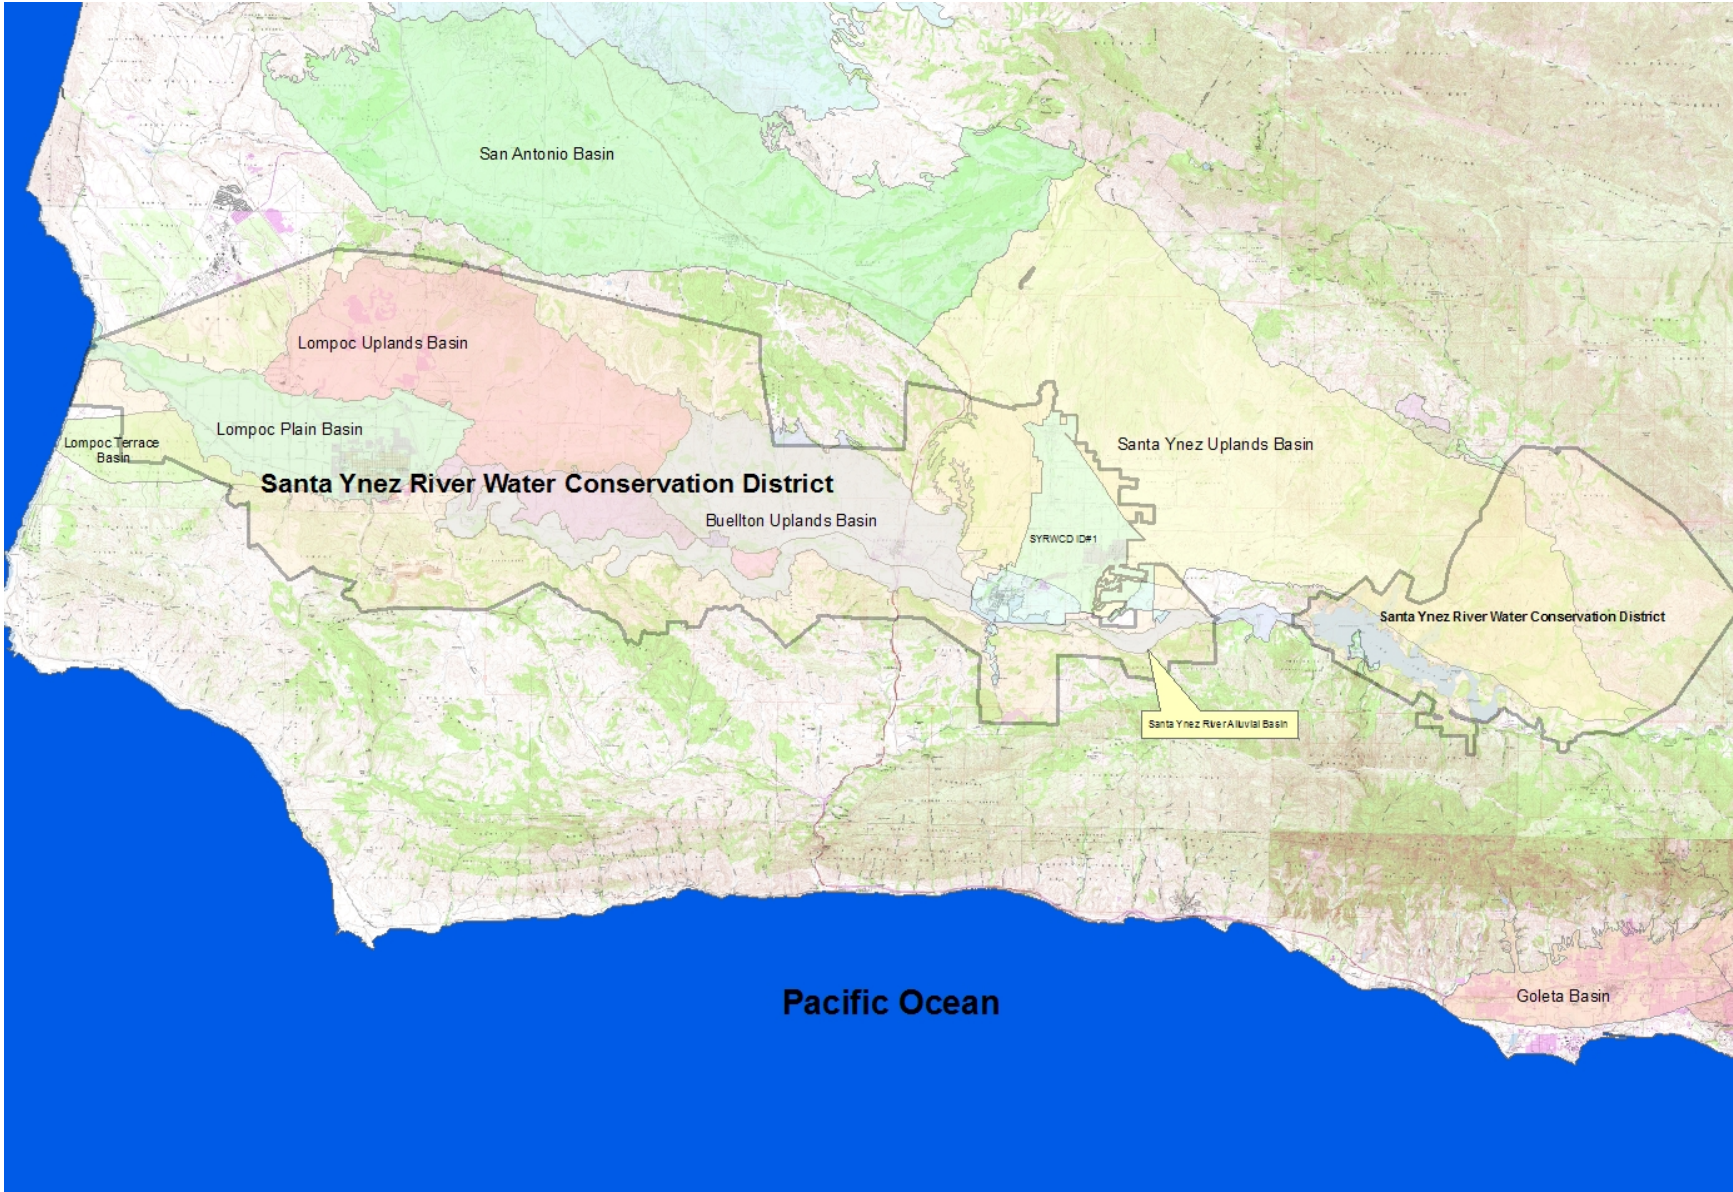 San Antonio Basin
Lompoc Uplands Basin
Lompoc Plain Basin
Lompoc Terrace
Basin
Santa Ynez Uplands Basin
Santa Ynez River Water Conservation District
Buellton Uplands Basin
SYRWCD ID#1
Santa Ynez River Water Conservation District
Santa Ynez River Alluvial Basin
Goleta Basin
Pacific Ocean